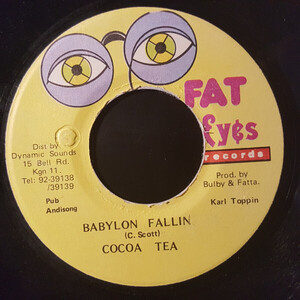 FAT
£y¢s
records
Dist by
Dynamic Sounds
15 Bell Rd.
Kgn 11.
Tel: 92-39138
/39139
Prod. by
Bulby & Fatta.
Pub
Andisong
Karl Toppin
BABYLON FALLIN
(C. Scott)
COCOA TEA